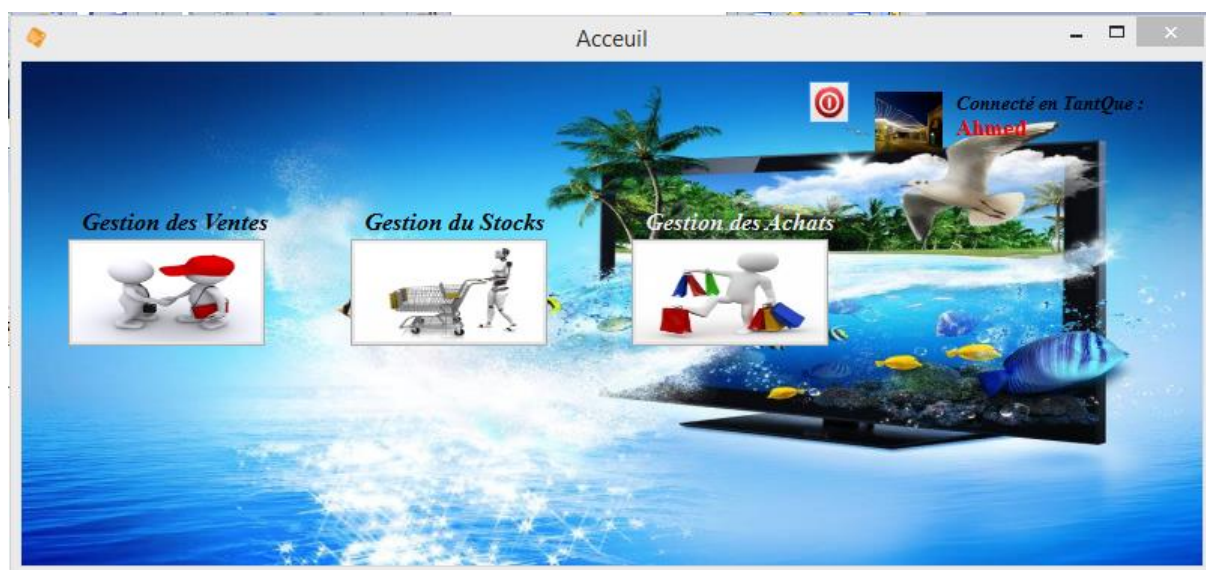 Acceuil
Connecté en TantQue :
Ahmed
Gestion des Ventes
Gestion du Stocks
Gestion des Achats